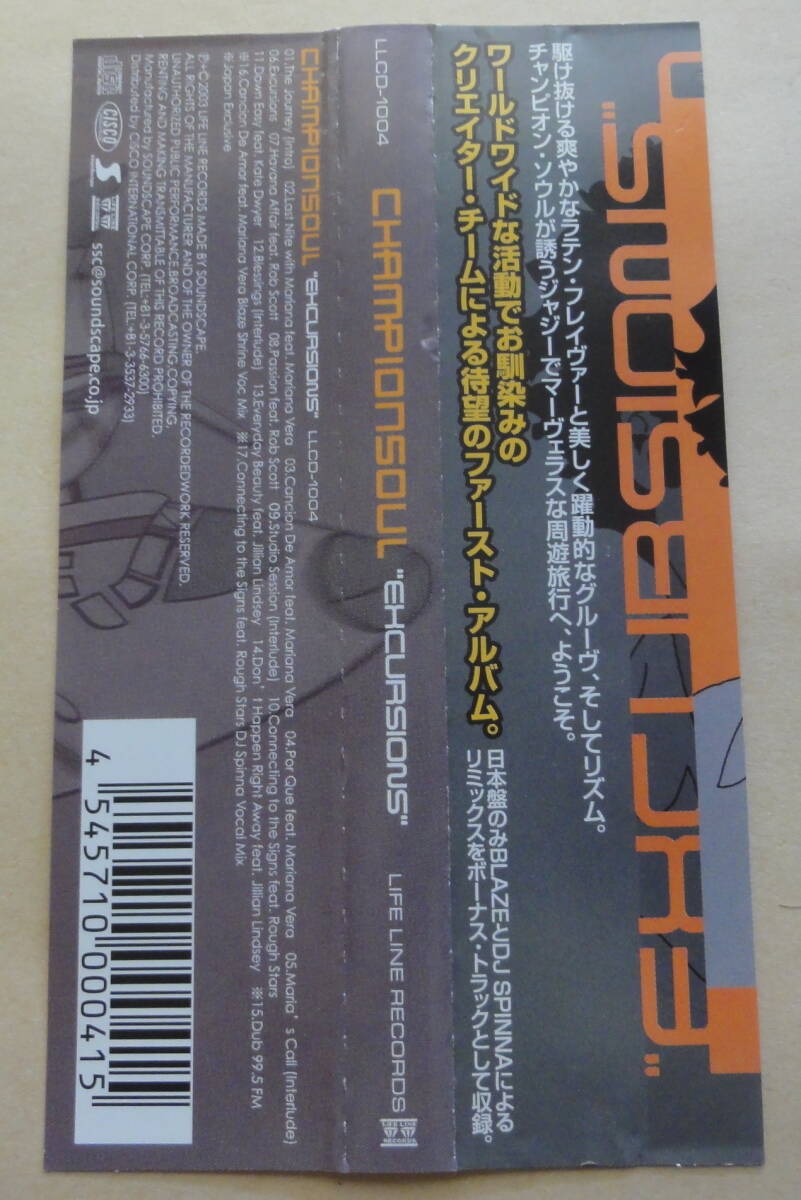 "EXCURSIONS"
駆け抜ける爽やかなラテン・フレイヴァーと美しく躍動的なグルーヴ、そしてリズム。
チャンピオン・ソウルが誘うジャジーでマーヴェラスな周遊旅行へ、ようこそ。
ワールドワイドな活動でお馴染みの
クリエイター・チームによる待望のファースト・アルバム。
日本盤のみBLAZEとDJ SPINNAによる
リミックスをボーナス・トラックとして収録。
LLCD-1004 CHAMPIONSOUL "EXCURSIONS" LIFE LINE RECORDS
LIFE LINE
RECORDS
CHAMPIONSOUL "EXCURSIONS" LLCD-1004
01.The Journey (Intro) 02.Last Nite with Mariana feat. Mariana Vera 03.Cancion De Amor feat. Mariana Vera 04.Por Que feat. Mariana Vera 05.Maria's Call (Interlude)
06.Excursions 07.Havana Affair feat. Rob Scott 08.Passion feat. Rob Scott 09.Studio Session (Interlude) 10.Connecting to the Signs feat. Rough Stars
11.Down Easy feat. Kate Dwyer 12.Blessings (Interlude) 13.Everyday Beauty feat. Jillian Lindsey 14.Don't Happen Right Away feat. Jillian Lindsey ※15.Dub 99.5 FM
※16.Cancion De Amor feat. Mariana Vera Blaze Shrine Voc Mix ※17.Connecting to the Signs feat. Rough Stars DJ Spinna Vocal Mix
※Japan Exclusive
℗+© 2003 LIFE LINE RECORDS MADE BY SOUNDSCAPE.
ALL RIGHTS OF THE MANUFACTURER AND OF THE OWNER OF THE RECORDEDWORK RESERVED.
UNAUTHORIZED PUBLIC PERFORMANCE,BROADCASTING,COPYING,
RENTING AND MAKING TRANSMITTABLE OF THIS RECORD PROHIBITED.
Manufactured by SOUNDSCAPE CORP. (TEL:+81-3-5766-6300)
Distributed by CISCO INTERNATIONAL CORP. (TEL:+81-3-3537-2933)
CISCO
ssc@soundscape.co.jp
4 545710 000415